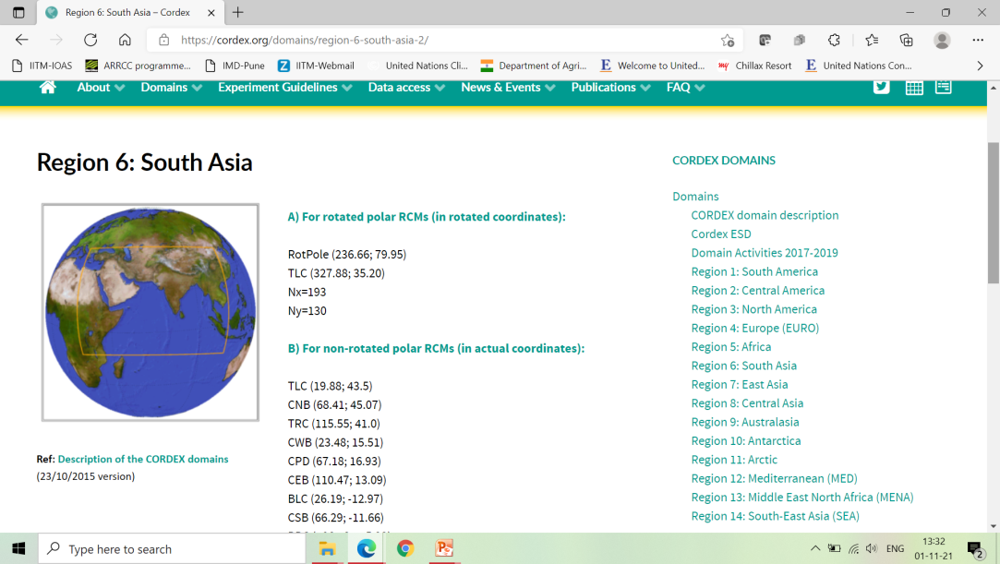 Region 6: South Asia – Cordex
https://cordex.org/domains/region-6-south-asia-2/
IITM-IOAS
ARRCC programme...
IMD-Pune
IITM-Webmail
United Nations Cli...
Department of Agri...
Welcome to United...
my Chillax Resort
United Nations Con...
About
Domains
Experiment Guidelines
Data access
News & Events
Publications
FAQ
Region 6: South Asia
Ref: Description of the CORDEX domains
(23/10/2015 version)
A) For rotated polar RCMs (in rotated coordinates):
RotPole (236.66; 79.95)
TLC (327.88; 35.20)
Nx=193
Ny=130
B) For non-rotated polar RCMs (in actual coordinates):
TLC (19.88; 43.5)
CNB (68.41; 45.07)
TRC (115.55; 41.0)
CWB (23.48; 15.51)
CPD (67.18; 16.93)
CEB (110.47; 13.09)
BLC (26.19; -12.97)
CSB (66.29; -11.66)
CORDEX DOMAINS
Domains
CORDEX domain description
Cordex ESD
Domain Activities 2017-2019
Region 1: South America
Region 2: Central America
Region 3: North America
Region 4: Europe (EURO)
Region 5: Africa
Region 6: South Asia
Region 7: East Asia
Region 8: Central Asia
Region 9: Australasia
Region 10: Antarctica
Region 11: Arctic
Region 12: Mediterranean (MED)
Region 13: Middle East North Africa (MENA)
Region 14: South-East Asia (SEA)
Type here to search
ENG
13:32
01-11-21
2